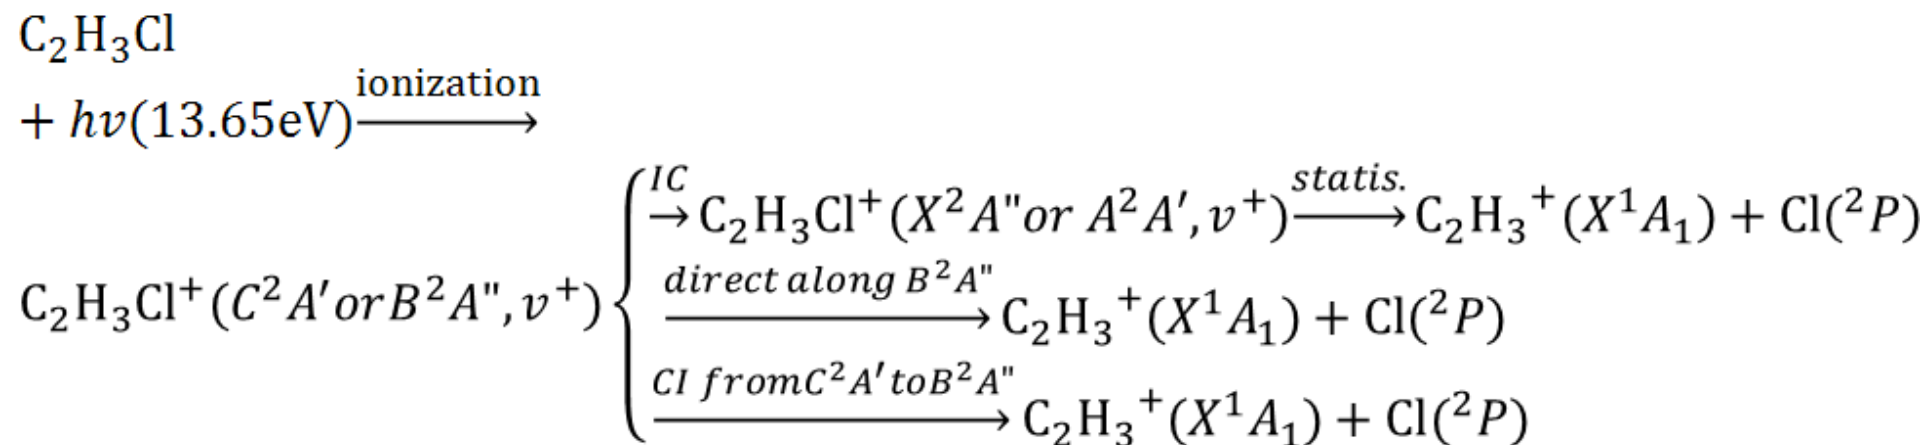 C₂H₃Cl
+ hv(13.65eV) ionization ⟶
IC → C₂H₃Cl⁺(X²A"or A²A′,v⁺) statis. ⟶ C₂H₃⁺(X¹A₁) + Cl(²P)
C₂H₃Cl⁺(C²A′orB²A",v⁺) { direct along B²A" ⟶ C₂H₃⁺(X¹A₁) + Cl(²P)
CI fromC²A′toB²A" ⟶ C₂H₃⁺(X¹A₁) + Cl(²P)